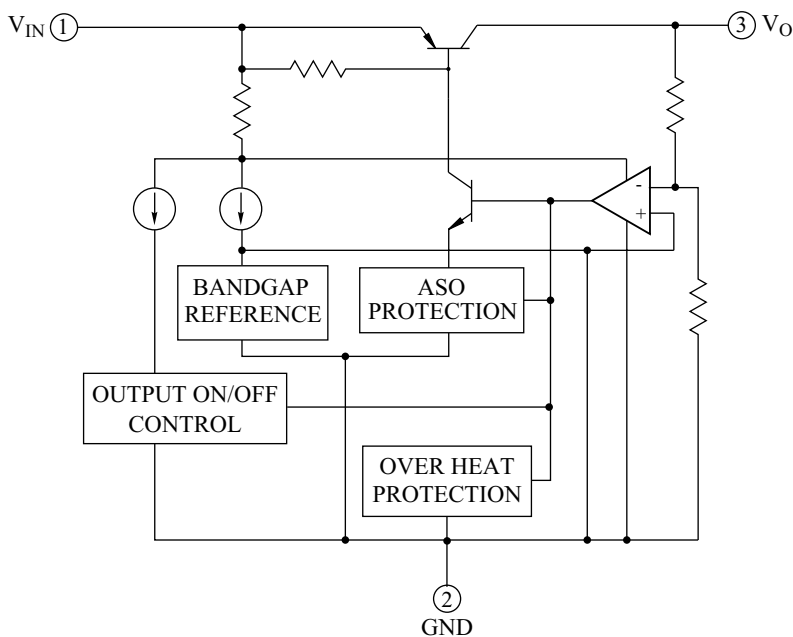 VIN 1
3 VO
-
+
BANDGAP
REFERENCE
ASO
PROTECTION
OUTPUT ON/OFF
CONTROL
OVER HEAT
PROTECTION
2
GND